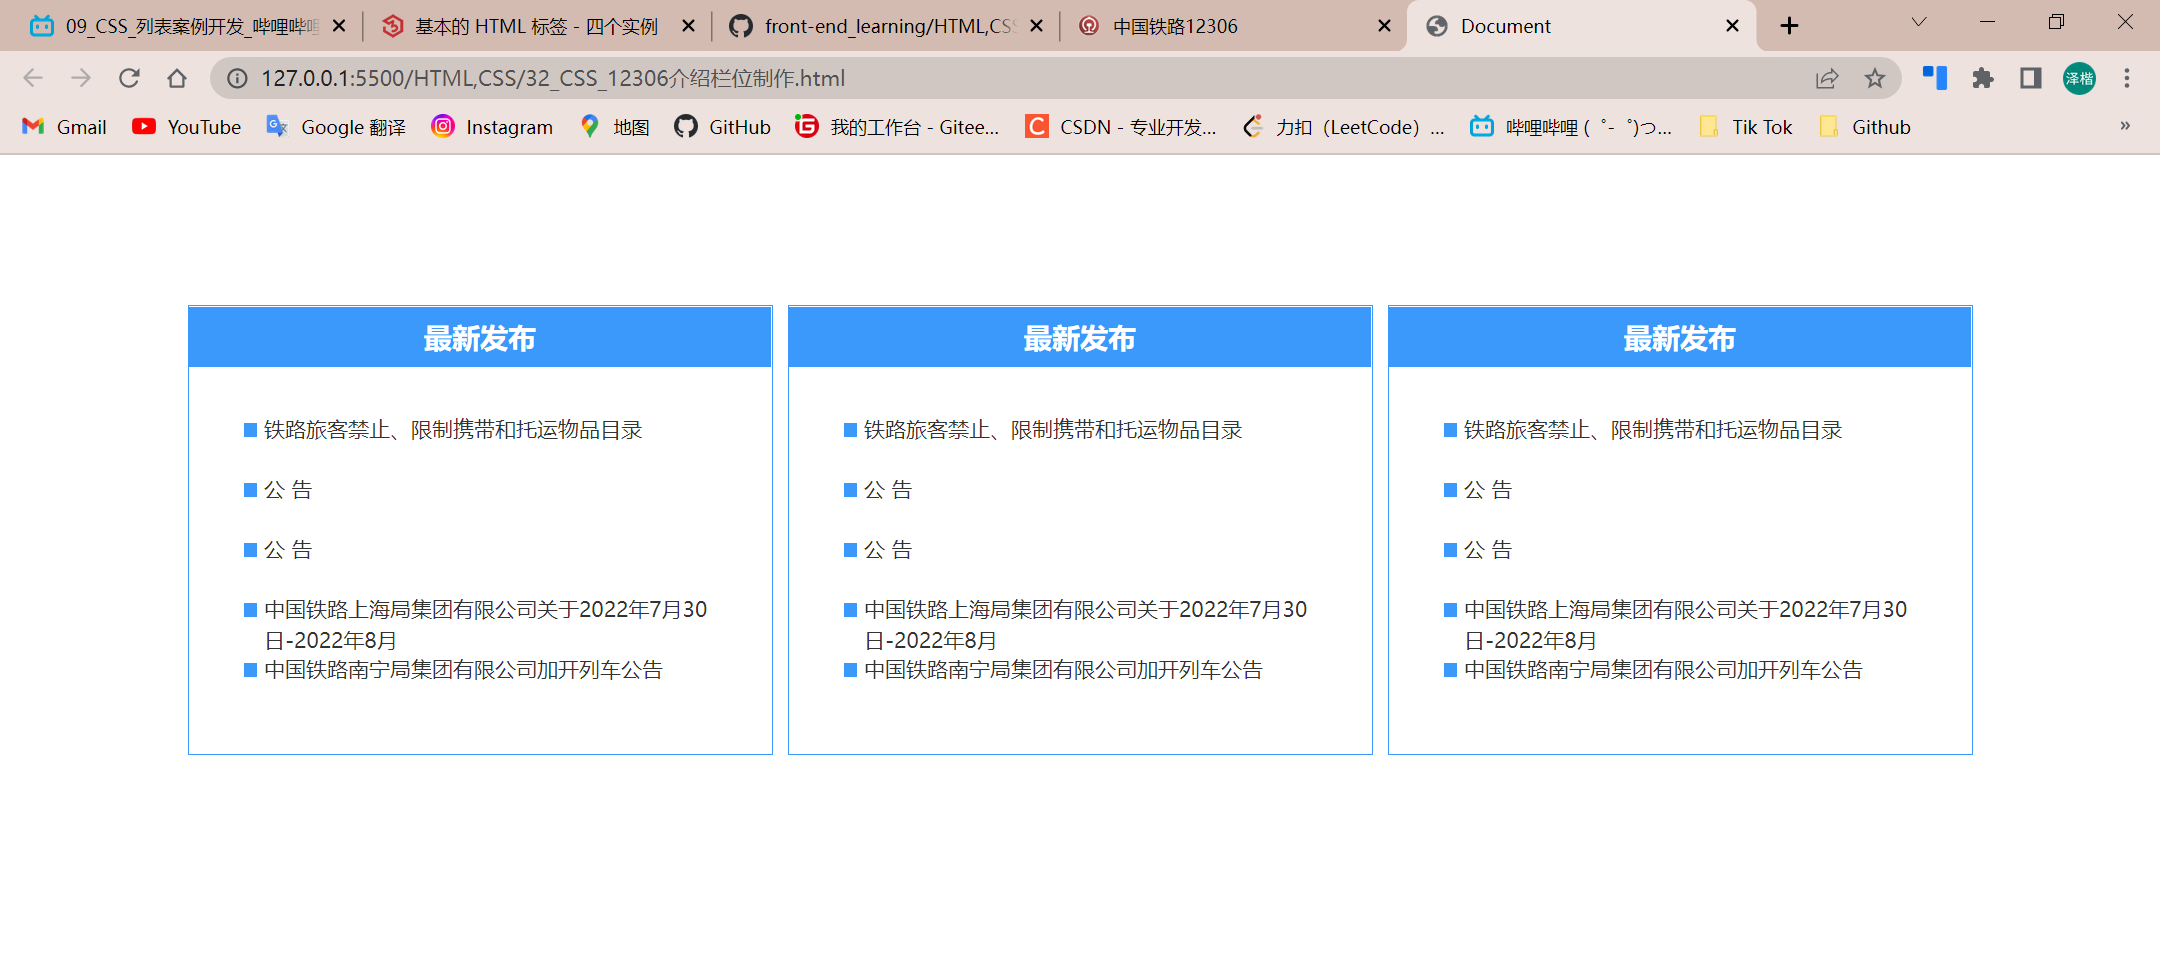 09_CSS_列表案例开发_哔哩哔哩
基本的 HTML 标签 - 四个实例
front-end_learning/HTML,CSS
中国铁路12306
Document
127.0.0.1:5500/HTML,CSS/32_CSS_12306介绍栏位制作.html
泽楷
Gmail
YouTube
Google 翻译
Instagram
地图
GitHub
我的工作台 - Gitee...
CSDN - 专业开发...
力扣（LeetCode）...
哔哩哔哩 ( ゜- ゜)つ...
Tik Tok
Github
最新发布
铁路旅客禁止、限制携带和托运物品目录
公 告
公 告
中国铁路上海局集团有限公司关于2022年7月30
日-2022年8月
中国铁路南宁局集团有限公司加开列车公告
最新发布
铁路旅客禁止、限制携带和托运物品目录
公 告
公 告
中国铁路上海局集团有限公司关于2022年7月30
日-2022年8月
中国铁路南宁局集团有限公司加开列车公告
最新发布
铁路旅客禁止、限制携带和托运物品目录
公 告
公 告
中国铁路上海局集团有限公司关于2022年7月30
日-2022年8月
中国铁路南宁局集团有限公司加开列车公告